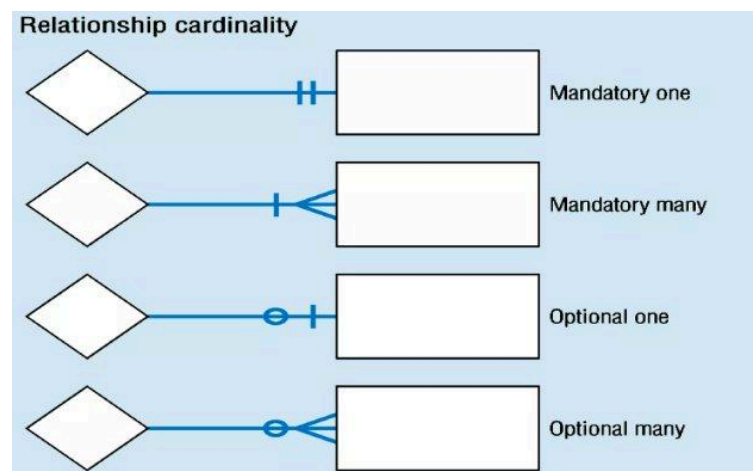 Relationship cardinality
Mandatory one
Mandatory many
Optional one
Optional many